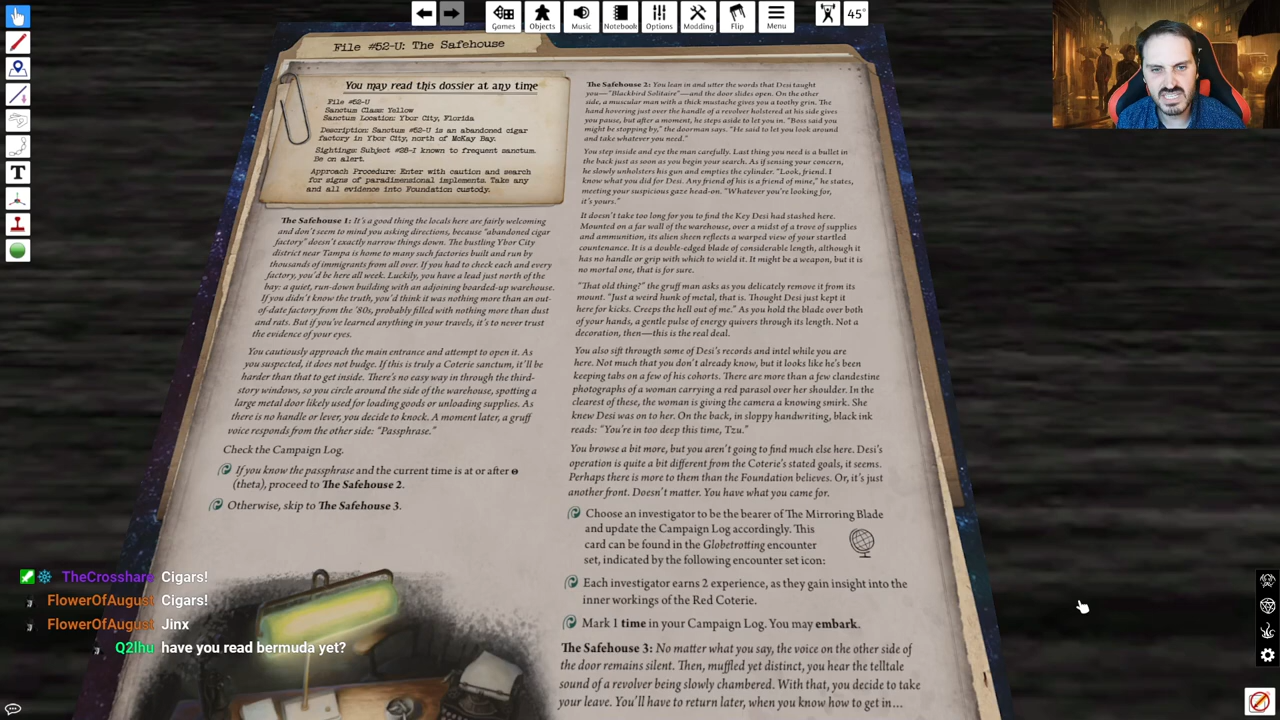 Games
Objects
Music
Notebook
Options
Modding
Flip
Menu
45°
File #52-U: The Safehouse
You may read this dossier at any time
File #52-U
Sanctum Class: Yellow
Sanctum Location: Ybor City, Florida
Description: Sanctum #52-U is an abandoned cigar
factory in Ybor City, north of McKay Bay.
Sightings: Subject #28-I known to frequent sanctum.
Be on alert.
Approach Procedure: Enter with caution and search
for signs of paradimensional implements. Take any
and all evidence into Foundation custody.
The Safehouse 1: It's a good thing the locals here are fairly welcoming
and don't seem to mind you asking directions, because "abandoned cigar
factory" doesn't exactly narrow things down. The bustling Ybor City
district near Tampa is home to many such factories built and run by
thousands of immigrants from all over. If you had to check each and every
factory, you'd be here all week. Luckily, you have a lead just north of the
bay: a quiet, run-down building with an adjoining boarded-up warehouse.
If you didn't know the truth, you'd think it was nothing more than an out-
of-date factory from the '80s, probably filled with nothing more than dust
and rats. But if you've learned anything in your travels, it's to never trust
the evidence of your eyes.
You cautiously approach the main entrance and attempt to open it. As
you suspected, it does not budge. If this is truly a Coterie sanctum, it'll be
harder than that to get inside. There's no easy way in through the third-
story windows, so you circle around the side of the warehouse, spotting a
large metal door likely used for loading goods or unloading supplies. As
there is no handle or lever, you decide to knock. A moment later, a gruff
voice responds from the other side: "Passphrase."
Check the Campaign Log.
If you know the passphrase and the current time is at or after θ
(theta), proceed to The Safehouse 2.
Otherwise, skip to The Safehouse 3.
The Safehouse 2: You lean in and utter the words that Desi taught
you—"Blackbird Solitaire"—and the door slides open. On the other
side, a muscular man with a thick mustache gives you a toothy grin. The
hand hovering just over the handle of a revolver holstered at his side gives
you pause, but after a moment, he steps aside to let you in. "Boss said you
might be stopping by," the doorman says. "He said to let you look around
and take whatever you need."
You step inside and eye the man carefully. Last thing you need is a bullet in
the back just as soon as you begin your search. As if sensing your concern,
he slowly unholsters his gun and empties the cylinder. "Look, friend. I
know what you did for Desi. Any friend of his is a friend of mine," he states,
meeting your suspicious gaze head-on. "Whatever you're looking for,
it's yours."
It doesn't take too long for you to find the Key Desi had stashed here.
Mounted on a far wall of the warehouse, over a midst of a trove of supplies
and ammunition, its alien sheen reflects a warped view of your startled
countenance. It is a double-edged blade of considerable length, although it
has no handle or grip with which to wield it. It might be a weapon, but it is
no mortal one, that is for sure.
"That old thing?" the gruff man asks as you delicately remove it from its
mount. "Just a weird hunk of metal, that is. Thought Desi just kept it
here for kicks. Creeps the hell out of me." As you hold the blade over both
of your hands, a gentle pulse of energy quivers through its length. Not a
decoration, then—this is the real deal.
You also sift through some of Desi's records and intel while you are
here. Not much that you don't already know, but it looks like he's been
keeping tabs on a few of his cohorts. There are more than a few clandestine
photographs of a woman carrying a red parasol over her shoulder. In the
clearest of these, the woman is giving the camera a knowing smirk. She
knew Desi was on to her. On the back, in sloppy handwriting, black ink
reads: "You're in too deep this time, Tzu."
You browse a bit more, but you aren't going to find much else here. Desi's
operation is quite a bit different from the Coterie's stated goals, it seems.
Perhaps there is more to them than the Foundation believes. Or, it's just
another front. Doesn't matter. You have what you came for.
Choose an investigator to be the bearer of The Mirroring Blade
and update the Campaign Log accordingly. This
card can be found in the Globetrotting encounter
set, indicated by the following encounter set icon:
Each investigator earns 2 experience, as they gain insight into the
inner workings of the Red Coterie.
Mark 1 time in your Campaign Log. You may embark.
The Safehouse 3: No matter what you say, the voice on the other side of
the door remains silent. Then, muffled yet distinct, you hear the telltale
sound of a revolver being slowly chambered. With that, you decide to take
your leave. You'll have to return later, when you know how to get in…
TheCrosshare Cigars!
FlowerOfAugust Cigars!
FlowerOfAugust Jinx
Q2lhu have you read bermuda yet?